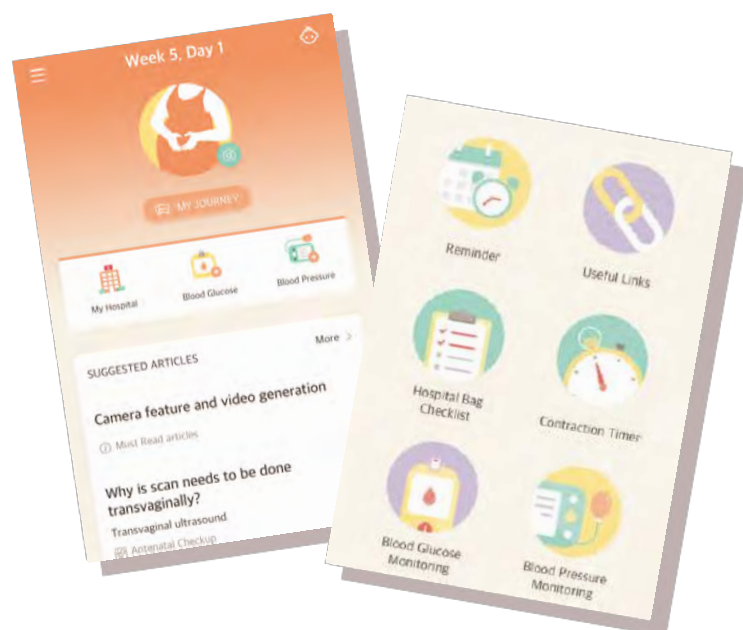 Week 5, Day 1
MY JOURNEY
My Hospital
Blood Glucose
Blood Pressure
SUGGESTED ARTICLES
More >
Camera feature and video generation
Must Read articles
Why is scan needs to be done
transvaginally?
Transvaginal ultrasound
Antenatal Checkup
Reminder
Useful Links
Hospital Bag
Checklist
Contraction Timer
Blood Glucose
Monitoring
Blood Pressure
Monitoring